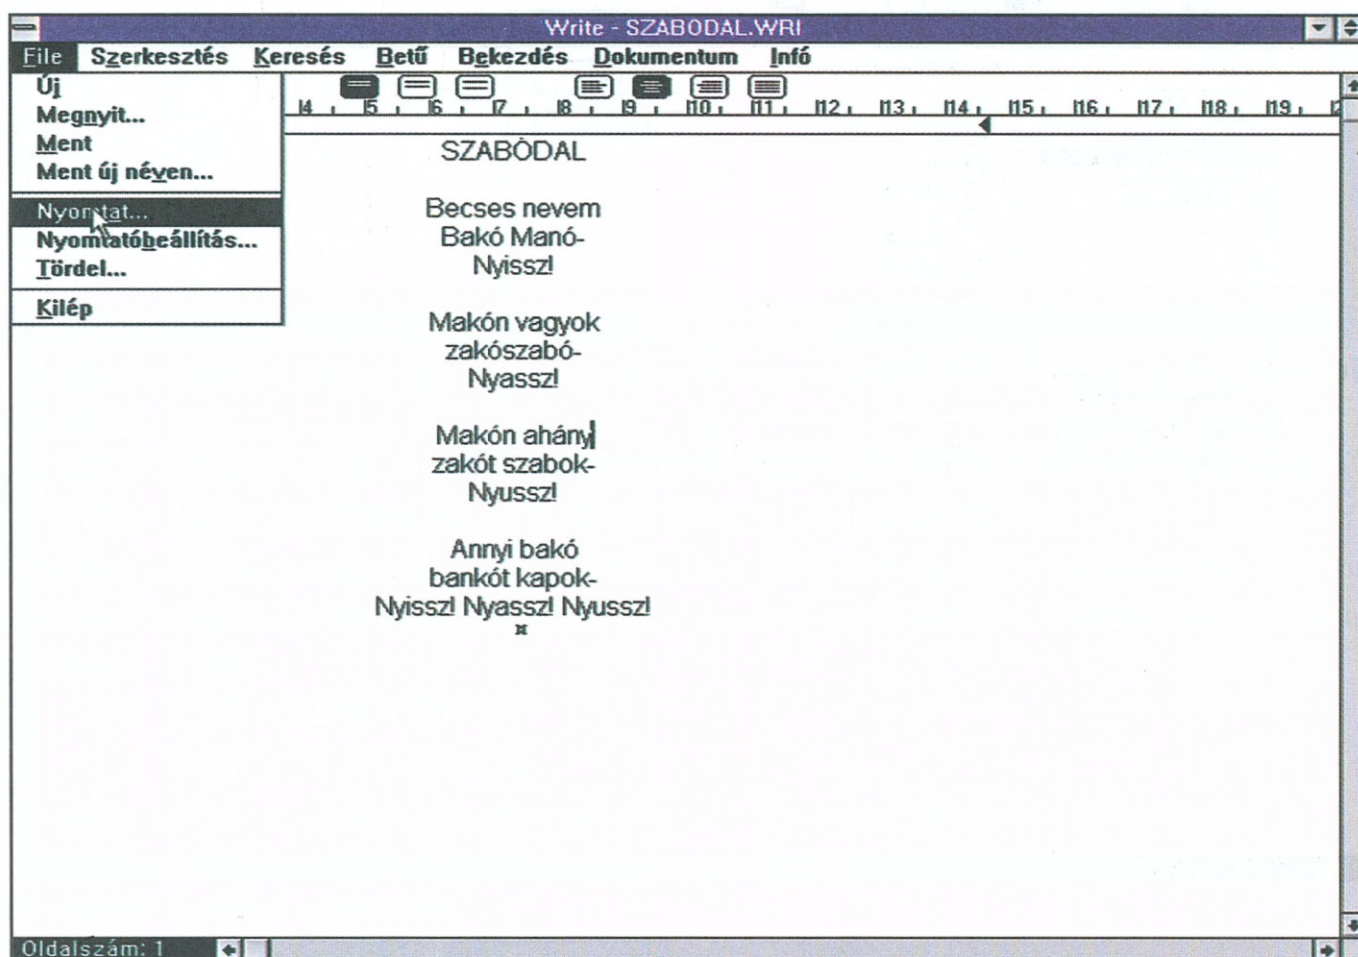 Write - SZABODAL.WRI
File Szerkesztés Keresés Betű Bekezdés Dokumentum Infó
Új
Megnyit...
Ment
Ment új néven...
Nyomtat...
Nyomtatóbeállítás...
Tördel...
Kilép
4 5 6 7 8 9 10 11 12 13 14 15 16 17 18 19
SZABÓDAL
Becses nevem
Bakó Manó-
Nyissz!
Makón vagyok
zakószabó-
Nyassz!
Makón ahány
zakót szabok-
Nyussz!
Annyi bakó
bankót kapok-
Nyissz! Nyassz! Nyussz!
Oldalszám: 1